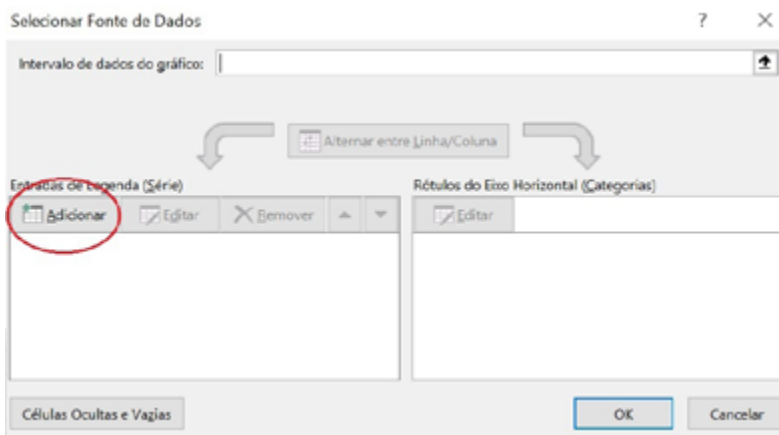 Selecionar Fonte de Dados ? ×
Intervalo de dados do gráfico:
Alternar entre Linha/Coluna
Entradas de Legenda (Série)
Rótulos do Eixo Horizontal (Categorias)
Adicionar Editar Remover
Editar
Células Ocultas e Vazias
OK Cancelar